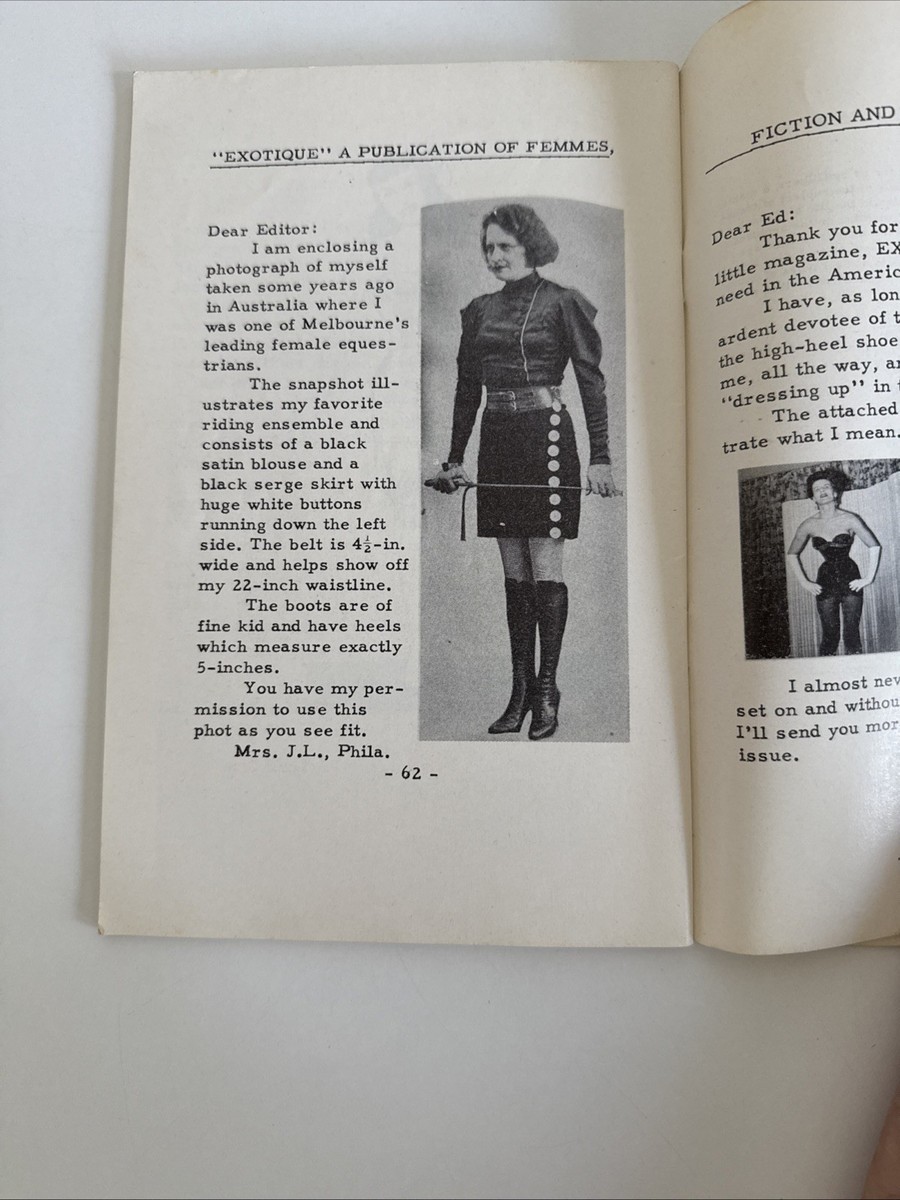 "EXOTIQUE" A PUBLICATION OF FEMMES,
Dear Editor:
I am enclosing a
photograph of myself
taken some years ago
in Australia where I
was one of Melbourne's
leading female eques-
trians.
The snapshot ill-
ustrates my favorite
riding ensemble and
consists of a black
satin blouse and a
black serge skirt with
huge white buttons
running down the left
side. The belt is 4½-in.
wide and helps show off
my 22-inch waistline.
The boots are of
fine kid and have heels
which measure exactly
5-inches.
You have my per-
mission to use this
phot as you see fit.
Mrs. J.L., Phila.
- 62 -
FICTION AND
Dear Ed:
Thank you for
little magazine, EX
need in the Americ
I have, as lon
ardent devotee of t
the high-heel shoe
me, all the way, a
"dressing up" in
The attached
trate what I mean.
I almost nev
set on and withou
I'll send you mor
issue.